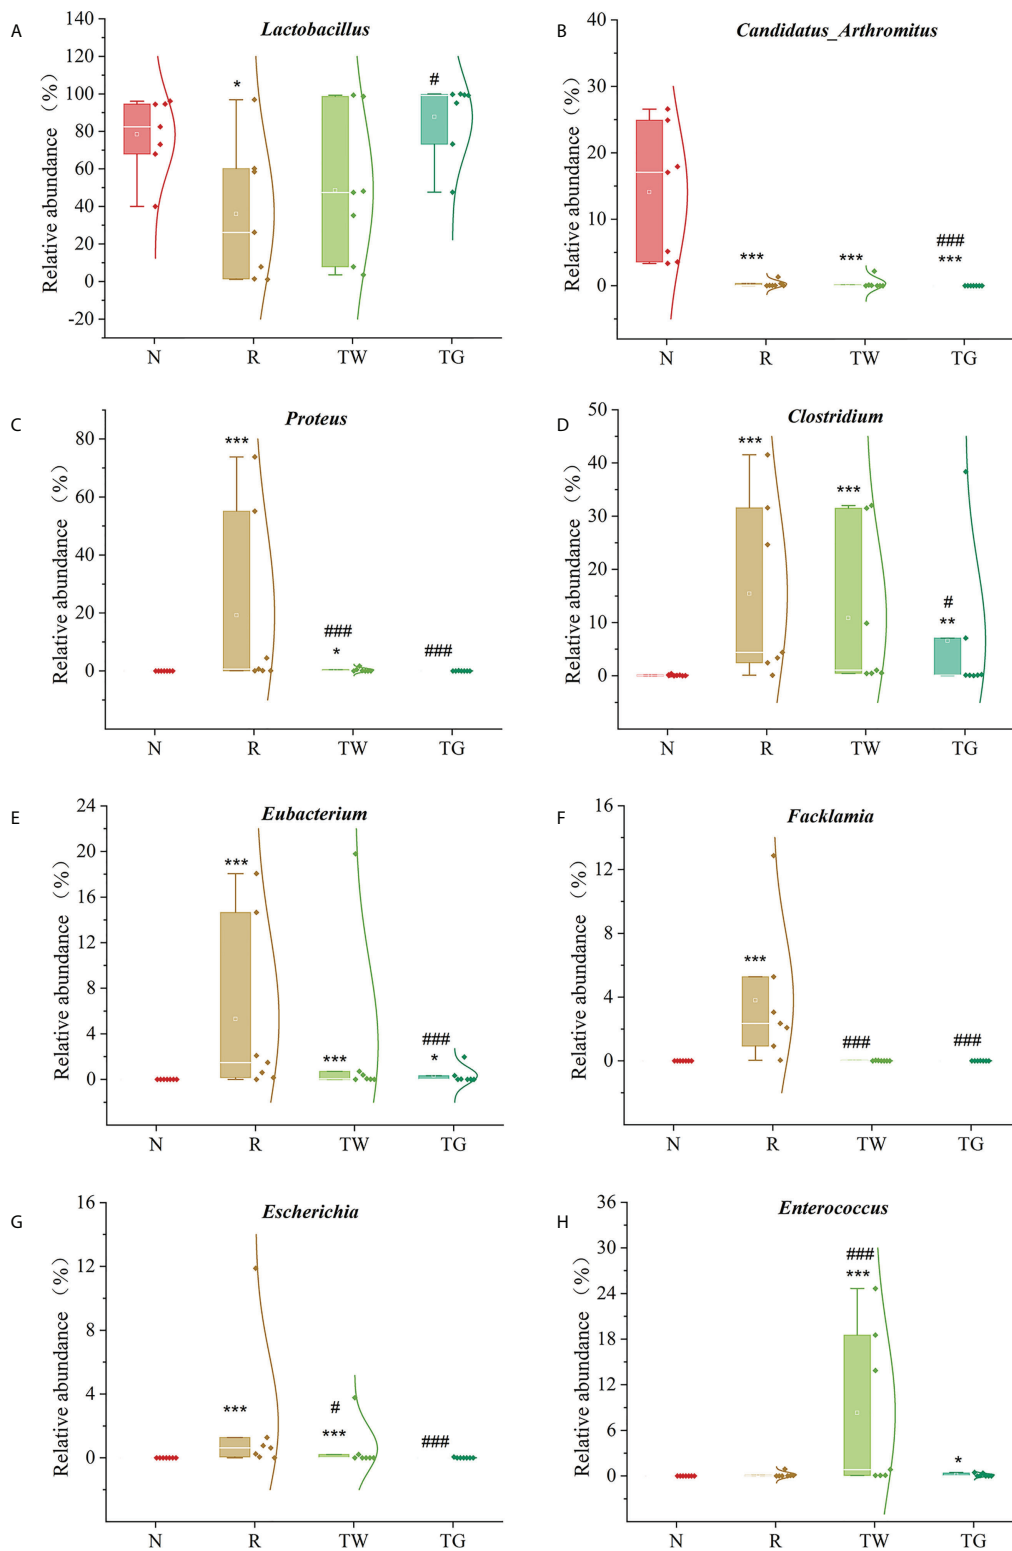 A
Lactobacillus
Relative abundance (%)
140
120
100
80
60
40
20
0
-20
*
#
N R TW TG
B
Candidatus_Arthromitus
Relative abundance (%)
40
30
20
10
0
***
***
###
***
N R TW TG
C
Proteus
Relative abundance (%)
80
60
40
20
0
***
###
*
###
N R TW TG
D
Clostridium
Relative abundance (%)
50
40
30
20
10
0
***
***
#
**
N R TW TG
E
Eubacterium
Relative abundance (%)
24
20
16
12
8
4
0
***
***
###
*
N R TW TG
F
Facklamia
Relative abundance (%)
16
12
8
4
0
***
###
###
N R TW TG
G
Escherichia
Relative abundance (%)
16
12
8
4
0
***
#
***
###
N R TW TG
H
Enterococcus
Relative abundance (%)
36
30
24
18
12
6
0
###
***
*
N R TW TG